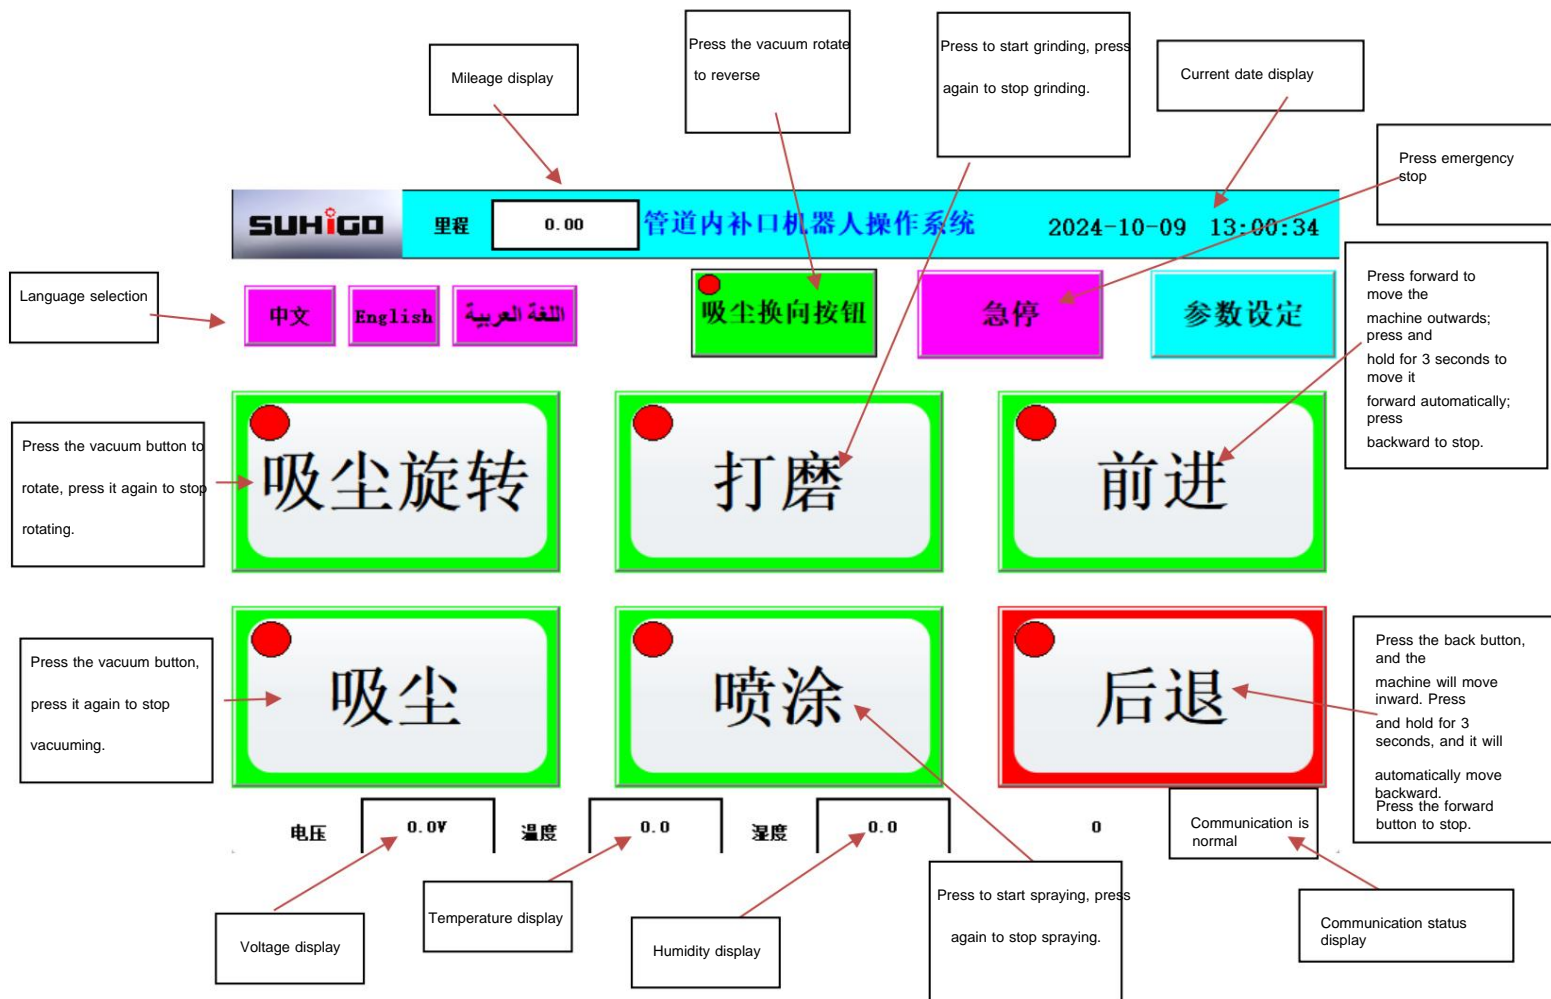 Mileage display
Press the vacuum rotate
to reverse
Press to start grinding, press
again to stop grinding.
Current date display
Press emergency
stop
SUHIGO
里程
0.00
管道内补口机器人操作系统
2024-10-09 13:00:34
Language selection
中文
English
اللغة العربية
吸尘换向按钮
急停
参数设定
Press forward to
move the
machine outwards;
press and
hold for 3 seconds to
move it
forward automatically;
press
backward to stop.
Press the vacuum button to
rotate, press it again to stop
rotating.
吸尘旋转
打磨
前进
Press the vacuum button,
press it again to stop
vacuuming.
吸尘
喷涂
后退
Press the back button,
and the
machine will move
inward. Press
and hold for 3
seconds, and it will
automatically move
backward.
Press the forward
button to stop.
电压
0.0V
温度
0.0
湿度
0.0
0
Communication is
normal
Voltage display
Temperature display
Humidity display
Press to start spraying, press
again to stop spraying.
Communication status
display